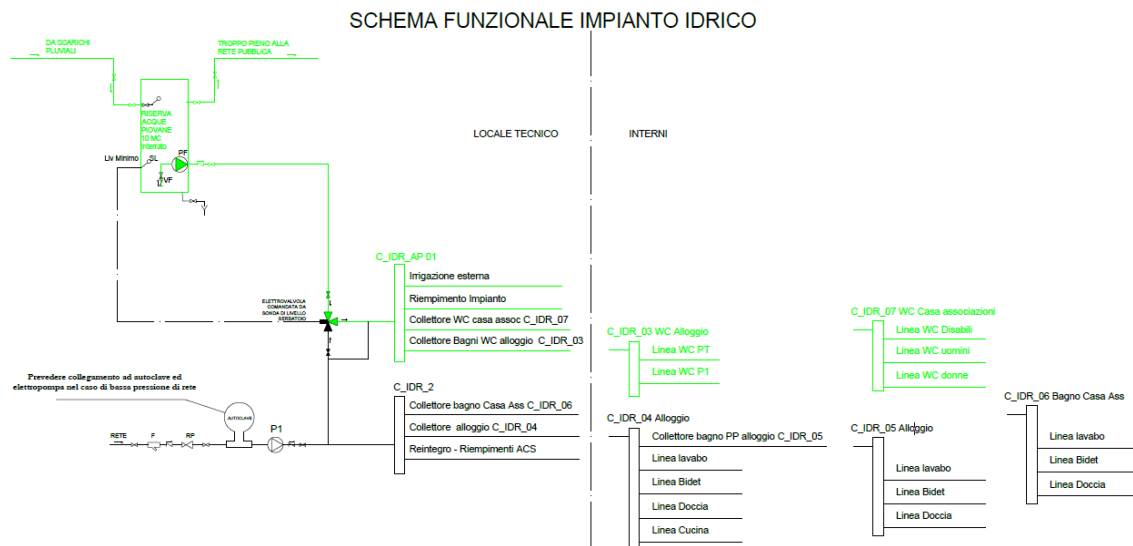 SCHEMA FUNZIONALE IMPIANTO IDRICO
DA SCARICHI
PLUVIALI
TROPPO PIENO ALLA
RETE PUBBLICA
RISERVA
ACQUE
PIOVANE
10 MC
interrato
LOCALE TECNICO
INTERNI
Liv Minimo
SL
PF
VF
C_IDR_AP 01
Irrigazione esterna
Riempimento Impianto
Collettore WC casa assoc C_IDR_07
Collettore Bagni WC alloggio C_IDR_03
ELETTROVALVOLA
COMANDATA DA
SONDA DI LIVELLO
SERBATOIO
C_IDR_03 WC Alloggio
Linea WC PT
Linea WC P1
C_IDR_07 WC Casa associazioni
Linea WC Disabili
Linea WC uomini
Linea WC donne
Prevedere collegamento ad autoclave ed
elettropompa nel caso di bassa pressione di rete
C_IDR_2
Collettore bagno Casa Ass C_IDR_06
Collettore alloggio C_IDR_04
Reintegro - Riempimenti ACS
AUTOCLAVE
RETE
F
RP
P1
C_IDR_04 Alloggio
Collettore bagno PP alloggio C_IDR_05
Linea lavabo
Linea Bidet
Linea Doccia
Linea Cucina
C_IDR_05 Alloggio
Linea lavabo
Linea Bidet
Linea Doccia
C_IDR_06 Bagno Casa Ass
Linea lavabo
Linea Bidet
Linea Doccia